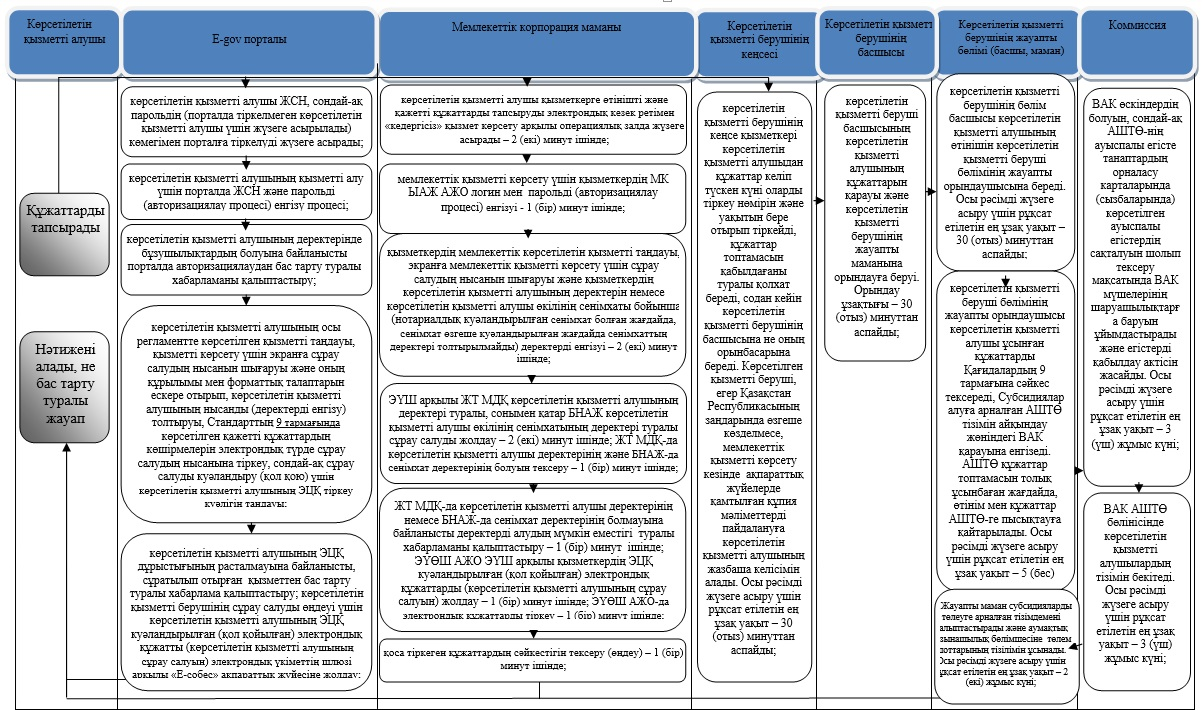 Көрсетілетін
қызметті алушы
E-gov порталы
Мемлекеттік корпорация маманы
Көрсетілетін
қызметті берушінің
кеңсесі
Көрсетілетін қызметт
берушінің
басшысы
Көрсетілетін қызметті
берушінің жауапты
бөлімі (басшы, маман)
Коммиссия
Құжаттарды
тапсырады
Нәтижені
алады, не
бас тарту
туралы
жауап
көрсетілетін қызметті алушы ЖСН, сондай-ақ
парольдің (порталда тіркелмеген көрсетілетін
қызметті алушы үшін жүзеге асырылады)
көмегімен порталға тіркелуді жүзеге асырады;
көрсетілетін қызметті алушының қызметті алу
үшін порталда ЖСН және парольді
(авторизациялау процесі) енгізу процесі;
көрсетілетін қызметті алушының деректерінде
бұзушылықтардың болуына байланысты
порталда авторизациялаудан бас тарту туралы
хабарламаны қалыптастыру;
көрсетілетін қызметті алушының осы
регламентте көрсетілген қызметті таңдауы,
қызметті көрсету үшін экранға сұрау
салудың нысанын шығаруы және оның
құрылымы мен форматтық талаптарын
ескере отырып, көрсетілетін қызметті
алушының нысанды (деректерді енгізу)
толтыруы, Стандарттың 9 тармағында
көрсетілген қажетті құжаттардың
көшірмелерін электрондық түрде сұрау
салудың нысанына тіркеу, сондай-ақ сұрау
салуды куәландыру (қол қою) үшін
көрсетілетін қызметті алушының ЭЦҚ тіркеу
куәлігін таңдауы;
көрсетілетін қызметті алушының ЭЦҚ
дұрыстығының расталмауына байланысты,
сұратылып отырған қызметтен бас тарту
туралы хабарлама қалыптастыру; көрсетілетін
қызметті берушінің сұрау салуды өңдеуі үшін
көрсетілетін қызметті алушының ЭЦҚ
куәландырылған (қол қойылған) электрондық
құжатты (көрсетілетін қызметті алушының
сұрау салуын) электрондық үкіметтің шлюзі
арқылы «Е-собес» ақпараттық жүйесіне жолдау;
көрсетілетін қызметті алушы қызметкерге өтінішті және
қажетті құжаттарды тапсыруды электрондық кезек ретімен
«кедергісіз» қызмет көрсету арқылы операциялық залда жүзеге
асырады – 2 (екі) минут ішінде;
мемлекеттік қызметті көрсету үшін қызметкердің МК
ЫАЖ АЖО логин мен парольді (авторизациялау
процесі) енгізуі - 1 (бір) минут ішінде;
қызметкердің мемлекеттік көрсетілетін қызметті таңдауы,
экранға мемлекеттік қызметті көрсету үшін сұрау
салудың нысанын шығаруы және қызметкердің
көрсетілетін қызметті алушының деректерін немесе
көрсетілетін қызметті алушы өкілінің сенімхаты бойынша
(нотариалдық куәландырылған сенімхат болған жағдайда,
сенімхат өзгеше куәландырылған жағдайда сенімхаттың
деректері толтырылмайды) деректерді енгізуі – 2 (екі) минут
ішінде;
ЭҮШ арқылы ЖТ МДҚ көрсетілетін қызметті алушының
деректері туралы, сонымен қатар БНАЖ көрсетілетін
қызметті алушы өкілінің сенімхатының деректері туралы
сұрау салуды жолдау – 2 (екі) минут ішінде; ЖТ МДҚ-да
көрсетілетін қызметті алушы деректерінің және БНАЖ-да
сенімхат деректерінің болуын тексеру – 1 (бір) минут ішінде;
ЖТ МДҚ-да көрсетілетін қызметті алушы деректерінің
немесе БНАЖ-да сенімхат деректерінің болмауына
байланысты деректерді алудың мүмкін еместігі туралы
хабарламаны қалыптастыру – 1 (бір) минут ішінде;
ЭҮӨШ АЖО ЭҮШ арқылы қызметкердің ЭЦҚ
куәландырылған (қол қойылған) электрондық
құжаттарды (көрсетілетін қызметті алушының сұрау
салуын) жолдау – 1 (бір) минут ішінде; ЭҮӨШ АЖО-да
электрондық құжаттарды тіркеу – 1 (бір) минут ішінде;
қоса тіркеген құжаттардың сәйкестігін тексеру (өңдеу) – 1 (бір)
минут ішінде;
көрсетілетін
қызметті берушінің
кеңсе қызметкері
көрсетілетін
қызметті алушыдан
құжаттар келіп
түскен күні оларды
тіркеу нөмірін және
уақытын бере
отырып тіркейді,
құжаттар
топтамасын
қабылдағаны
туралы қолхат
береді, содан кейін
көрсетілетін
қызметті берушінің
басшысына не оның
орынбасарына
береді. Көрсетілген
қызметті беруші,
егер Қазақстан
Республикасының
заңдарында өзгеше
көзделмесе,
мемлекеттік
қызметті көрсету
кезінде ақпараттық
жүйелерде
қамтылған құпия
мәліметтерді
пайдалануға
көрсетілетін
қызметті алушының
жазбаша келісімін
алады. Осы рәсімді
жүзеге асыру үшін
рұқсат етілетін ең
ұзақ уақыт – 30
(отыз) минуттан
аспайды;
көрсетілетін
қызметті беруші
басшысының
көрсетілетін
қызметті
алушының
құжаттарын
қарауы және
көрсетілетін
қызметті
берушінің
жауапты
маманына
орындауға беруі.
Орындау
ұзақтығы – 30
(отыз) минуттан
аспайды;
көрсетілетін қызметті
берушінің бөлім
басшысы көрсетілетін
қызметті алушының
өтінішін көрсетілетін
қызметті беруші
бөлімінің жауапты
орындаушысына береді.
Осы рәсімді жүзеге
асыру үшін рұқсат
етілетін ең ұзақ уақыт –
30 (отыз) минуттан
аспайды;
көрсетілетін қызметті
беруші бөлімінің
жауапты орындаушысы
көрсетілетін қызметті
алушы ұсынған
құжаттарды
Қағидалардың 9
тармағына сәйкес
тексереді, Субсидиялар
алуға арналған АШТӨ
тізімін айқындау
жөніндегі ВАК
қарауына енгізеді.
АШТӨ құжаттар
топтамасын толық
ұсынбаған жағдайда,
өтінім мен құжаттар
АШТӨ-ге пысықтауға
қайтарылады. Осы
рәсімді жүзеге асыру
үшін рұқсат етілетін ең
ұзақ уақыт – 5 (бес)
Жауапты маман субсидияларды
төлеуге арналған тізімдемені
алыптастырады және аумақтық
зынашылық бөлімшесіне төлем
оттарының тізілімін ұсынады.
Осы рәсімді жүзеге асыру үшін
ұқсат етілетін ең ұзақ уақыт – 2
(екі) жұмыс күні;
ВАК өскіндердің
болуын, сондай-ақ
АШТӨ-нің
ауыспалы егісте
танаптардың
орналасу
карталарында
(сызбаларында)
көрсетілген
ауыспалы
егістердің
сақталуын шолып
тексеру
мақсатында ВАК
мүшелерінің
шаруашылықтарғ
а баруын
ұйымдастырады
және егістерді
қабылдау актісін
жасайды. Осы
рәсімді жүзеге
асыру үшін
рұқсат етілетін ең
ұзақ уақыт – 3
(үш) жұмыс күні;
ВАК АШТӨ
бөлінісінде
көрсетілетін
қызметті
алушылардың
тізімін бекітеді.
Осы рәсімді
жүзеге асыру
үшін рұқсат
етілетін ең ұзақ
уақыт – 3 (үш)
жұмыс күні;